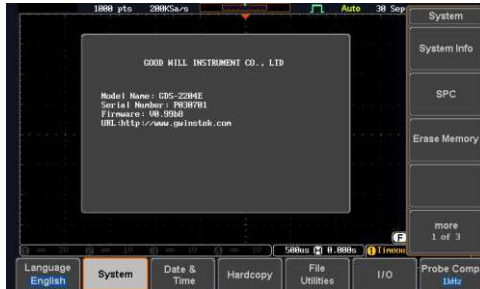 1000 pts 200KSa/s Auto 30 Sep
System
System Info
GOOD WILL INSTRUMENT CO., LTD
Model Name: GDS-2204E
Serial Number: P030701
Firmware: V0.99b8
URL:http://www.gwinstek.com
SPC
Erase Memory
more
1 of 3
F
500us 0.000s
Language
English
System
Date &
Time
Hardcopy
File
Utilities
I/O
Probe Comp
1kHz